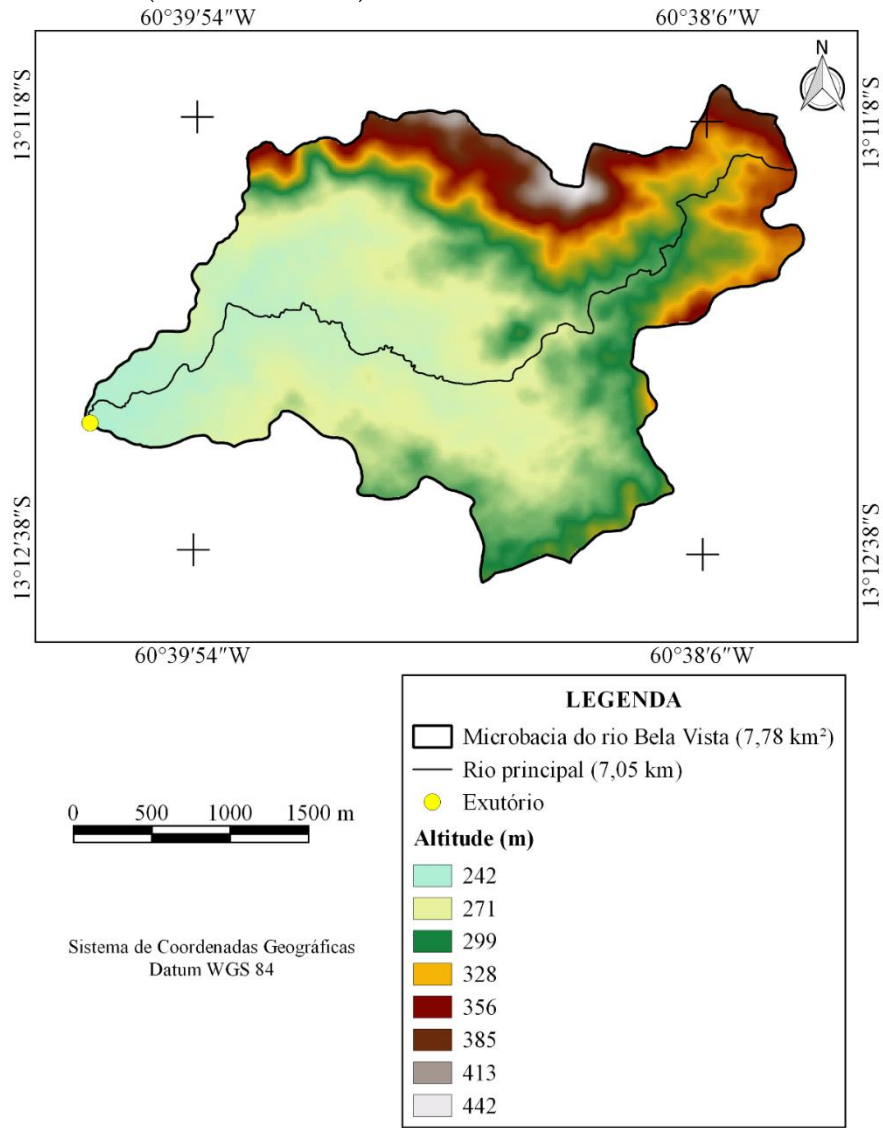 60°39'54"W 60°38'6"W
N
13°11'8"S 13°11'8"S
13°12'38"S 13°12'38"S
60°39'54"W 60°38'6"W
LEGENDA
Microbacia do rio Bela Vista (7,78 km²)
Rio principal (7,05 km)
Exutório
Altitude (m)
242
271
299
328
356
385
413
442
0 500 1000 1500 m
Sistema de Coordenadas Geográficas
Datum WGS 84